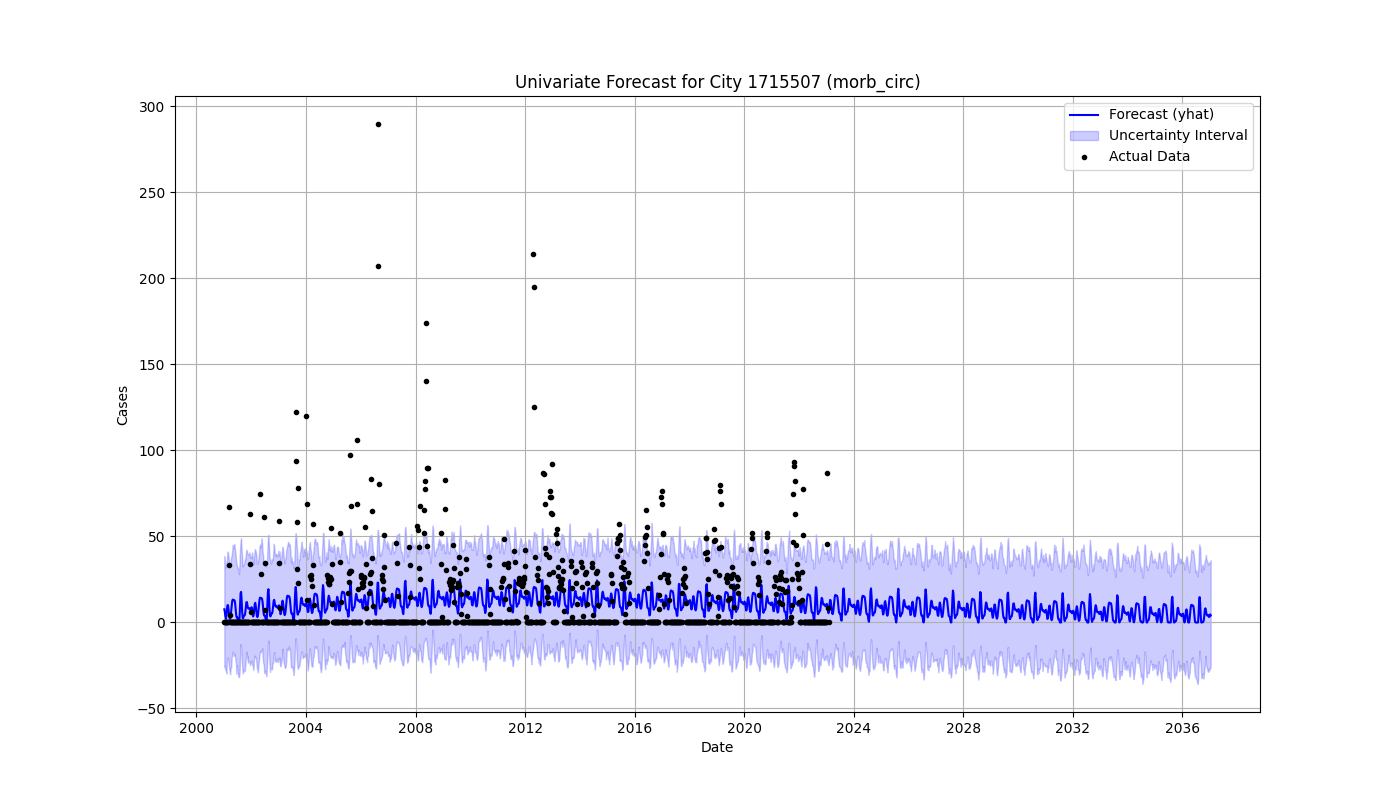 Univariate Forecast for City 1715507 (morb_circ)
Forecast (yhat)
Uncertainty Interval
Actual Data
300
250
200
150
100
50
0
−50
Cases
2000 2004 2008 2012 2016 2020 2024 2028 2032 2036
Date